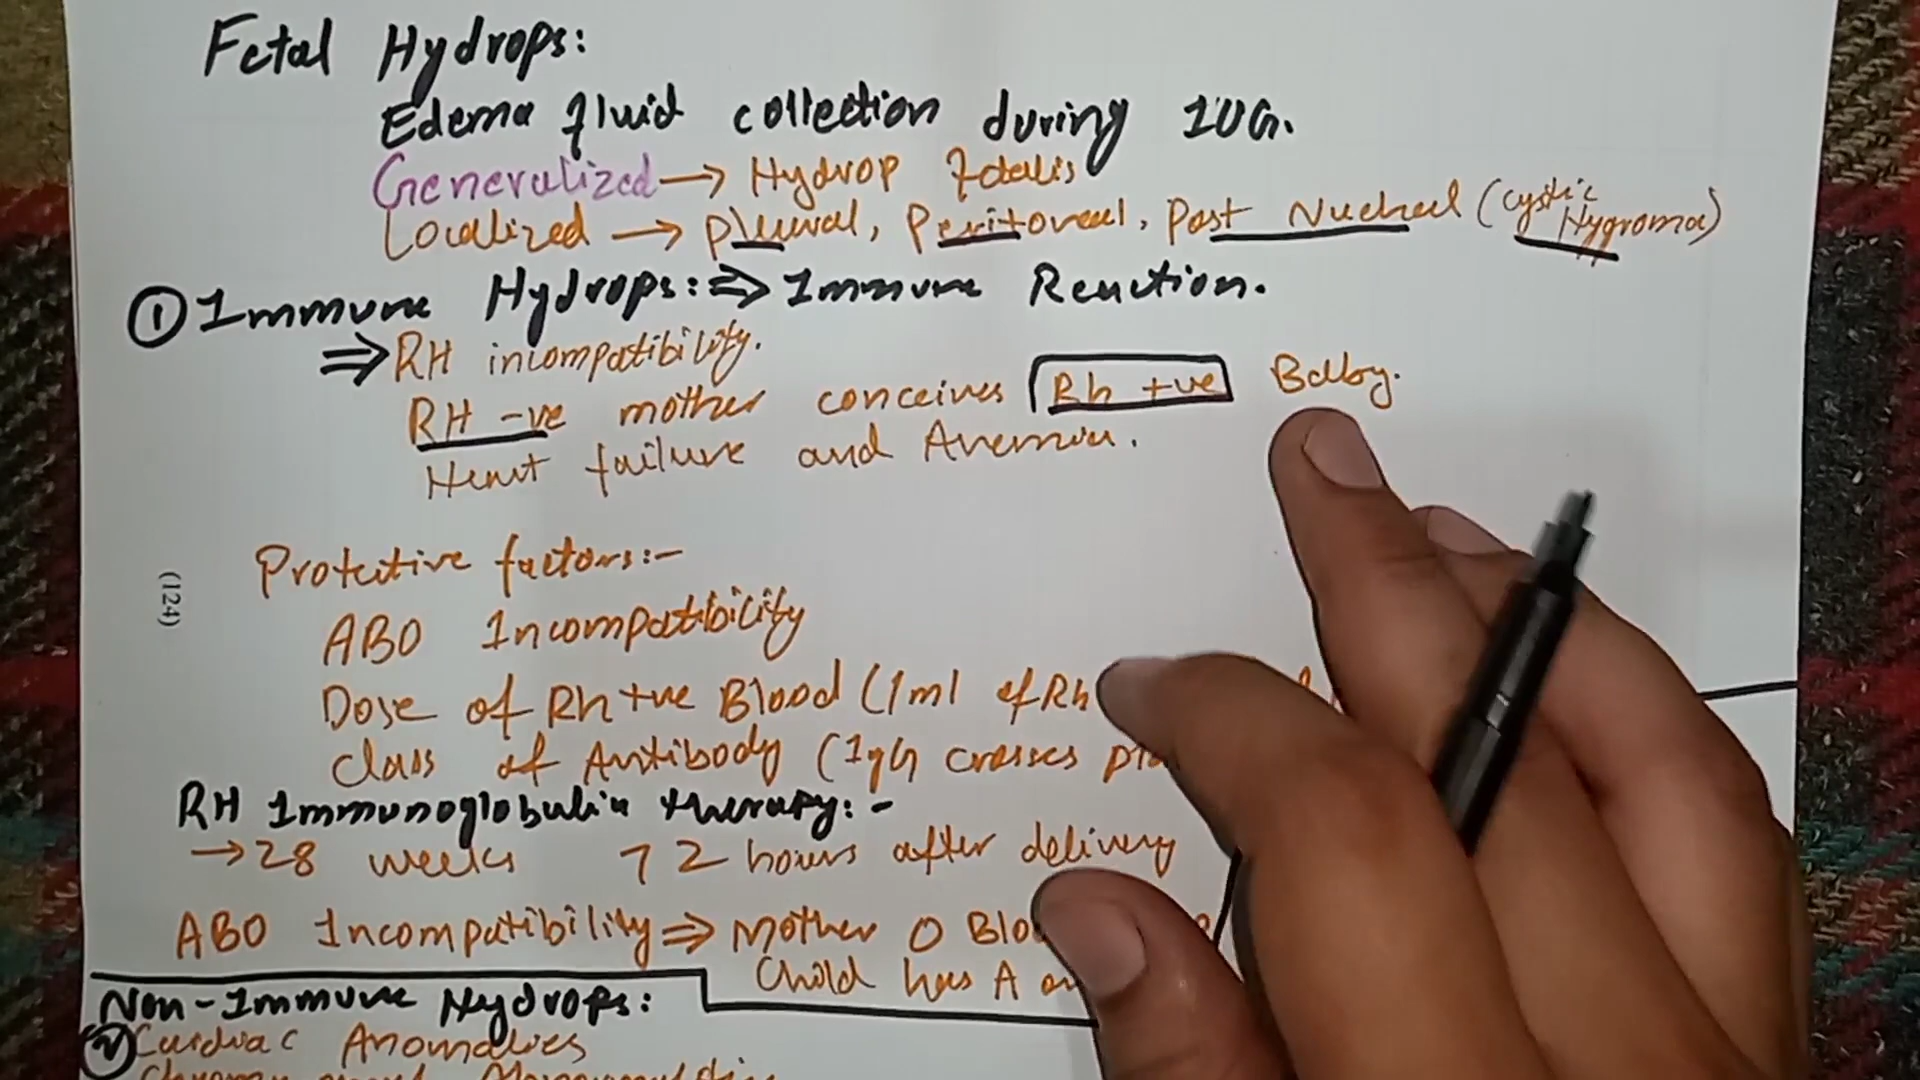 Fetal Hydrops:
Edema fluid collection during IUG.
Generalized → Hydrop fetalis
Localized → pleural, Peritoneal, Post Nucheal (cystic Hygroma)
① Immune Hydrops: ⇒ Immune Reaction.
⇒ RH incompatibility.
RH -ve mother conceives Rh +ve Baby.
Heart failure and Anemia.
Protective factors:-
ABO Incompatibility
Dose of Rh +ve Blood (1ml of Rh
Class of Antibody (IgG crosses
(124)
RH Immunoglobulin therapy:-
→ 28 weeks 72 hours after delivery
ABO Incompatibility ⇒ Mother O
Child has A
Non-Immune Hydrops:
② Cardiac Anomalies